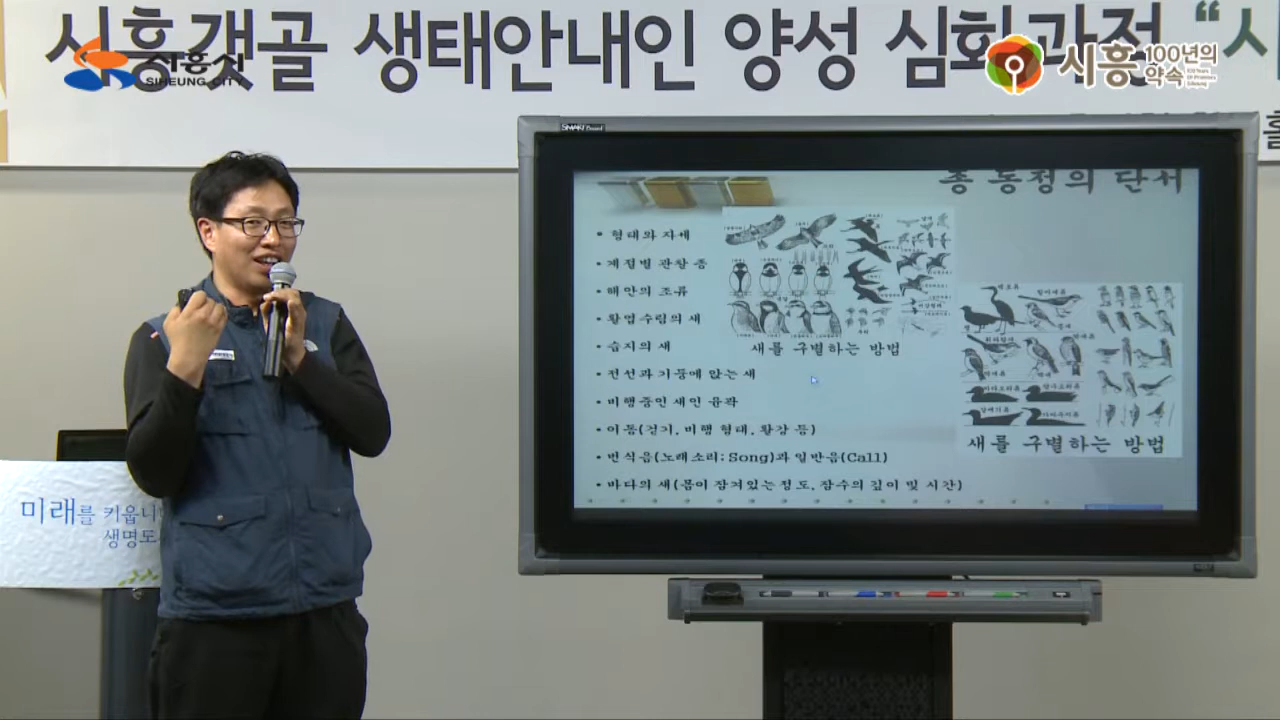 시흥갯골 생태안내인 양성 심화과정 "시
시흥시
SIHEUNG CITY
시흥 100년의 약속
SMART Board
종 동정의 단서
• 형태와 자세
• 계절별 관찰 종
• 해안의 조류
• 활엽수림의 새
• 습지의 새
• 전선과 기둥에 앉는 새
• 비행중인 새인 윤곽
• 이동(걷기, 비행 형태, 활강 등)
• 번식음(노래소리: Song)과 일반음(Call)
• 바다의 새(몸이 잠겨있는 정도, 잠수의 깊이 및 시간)
새를 구별하는 방법
새를 구별하는 방법
미래를 키웁니
생명도